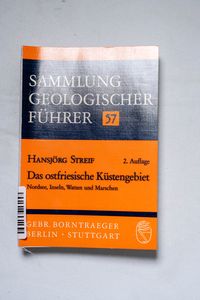 SAMMLUNG
GEOLOGISCHER
FÜHRER 57
HANSJÖRG STREIF 2. Auflage
Das ostfriesische Küstengebiet
Nordsee, Inseln, Watten und Marschen
GEBR. BORNTRAEGER
BERLIN · STUTTGART